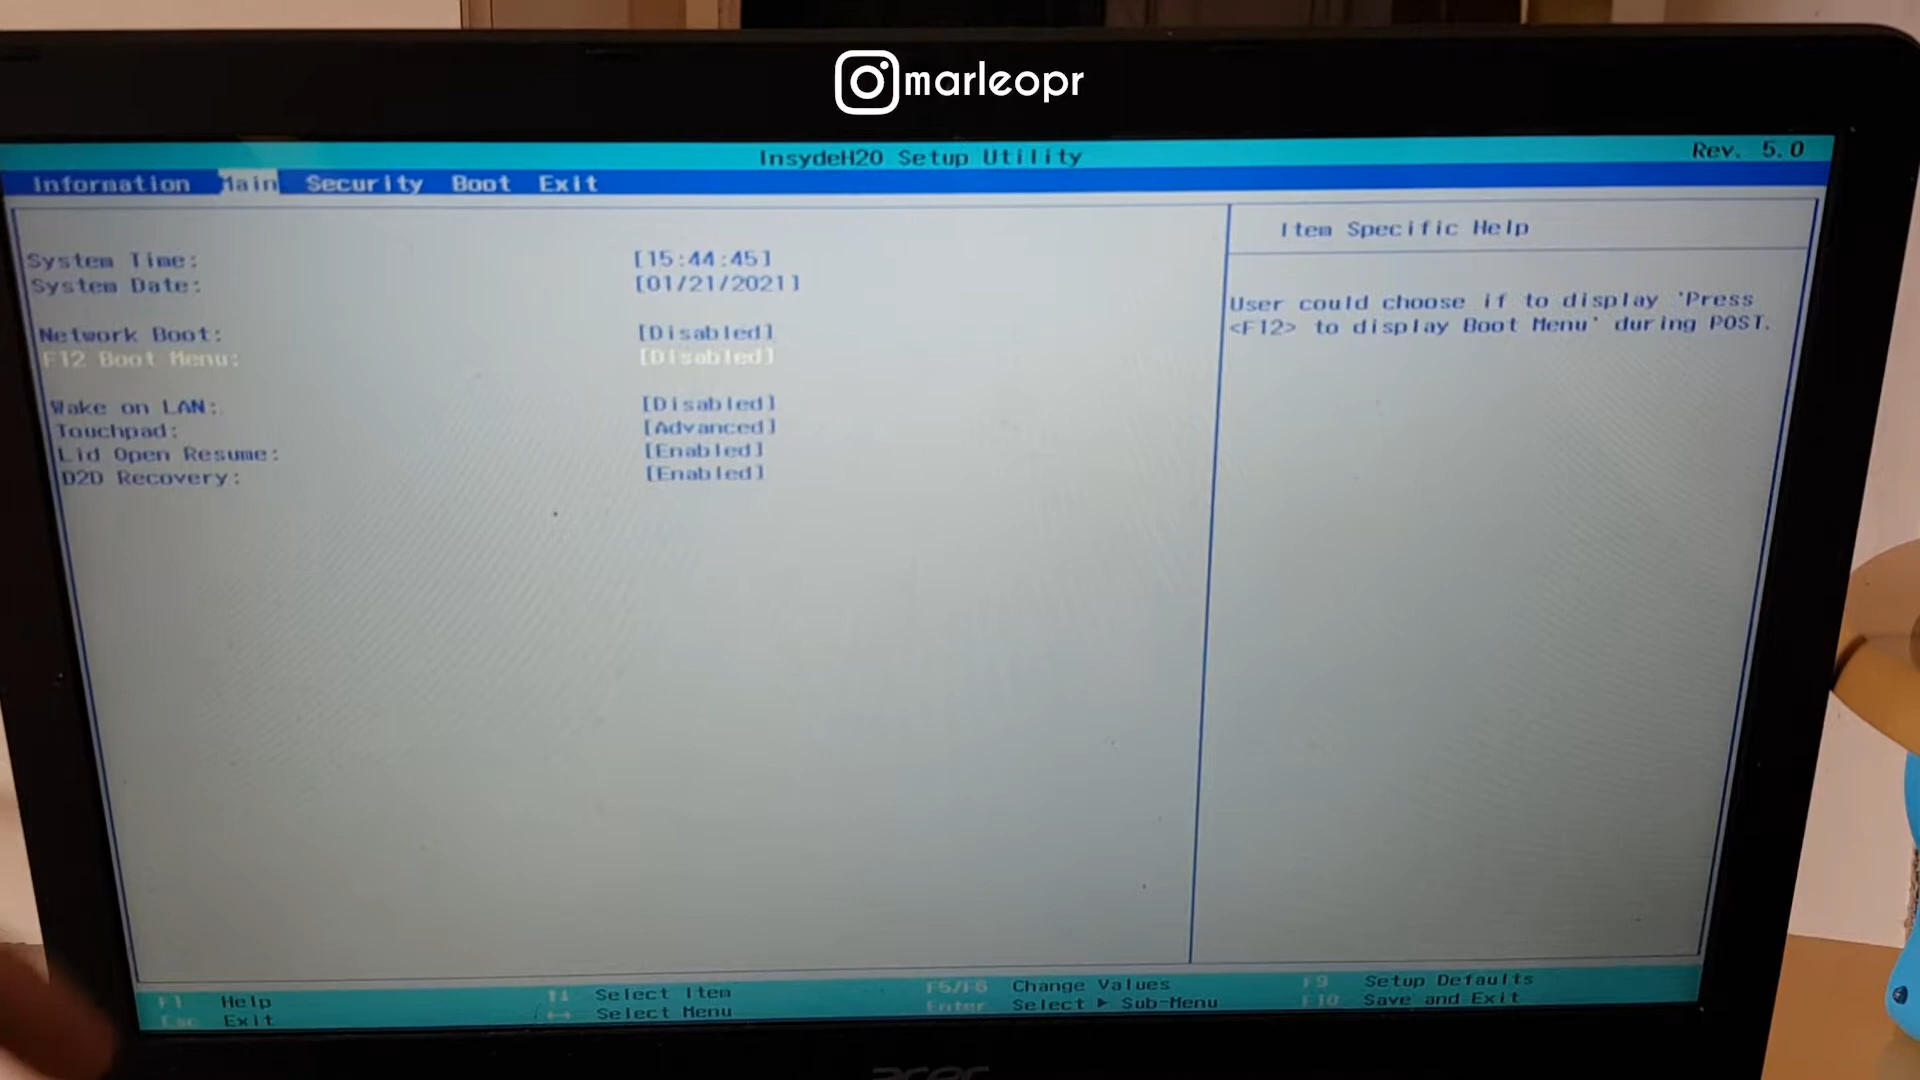 marleopr
InsydeH20 Setup Utility
Rev. 5.0
Information Main Security Boot Exit
System Time: [15:44:45]
System Date: [01/21/2021]
Network Boot: [Disabled]
F12 Boot Menu: [Disabled]
Wake on LAN: [Disabled]
Touchpad: [Advanced]
Lid Open Resume: [Enabled]
D2D Recovery: [Enabled]
Item Specific Help
User could choose if to display 'Press
<F12> to display Boot Menu' during POST.
F1 Help ↑↓ Select Item F5/F6 Change Values F9 Setup Defaults
Esc Exit ↔ Select Menu Enter Select ▶ Sub-Menu F10 Save and Exit
acer